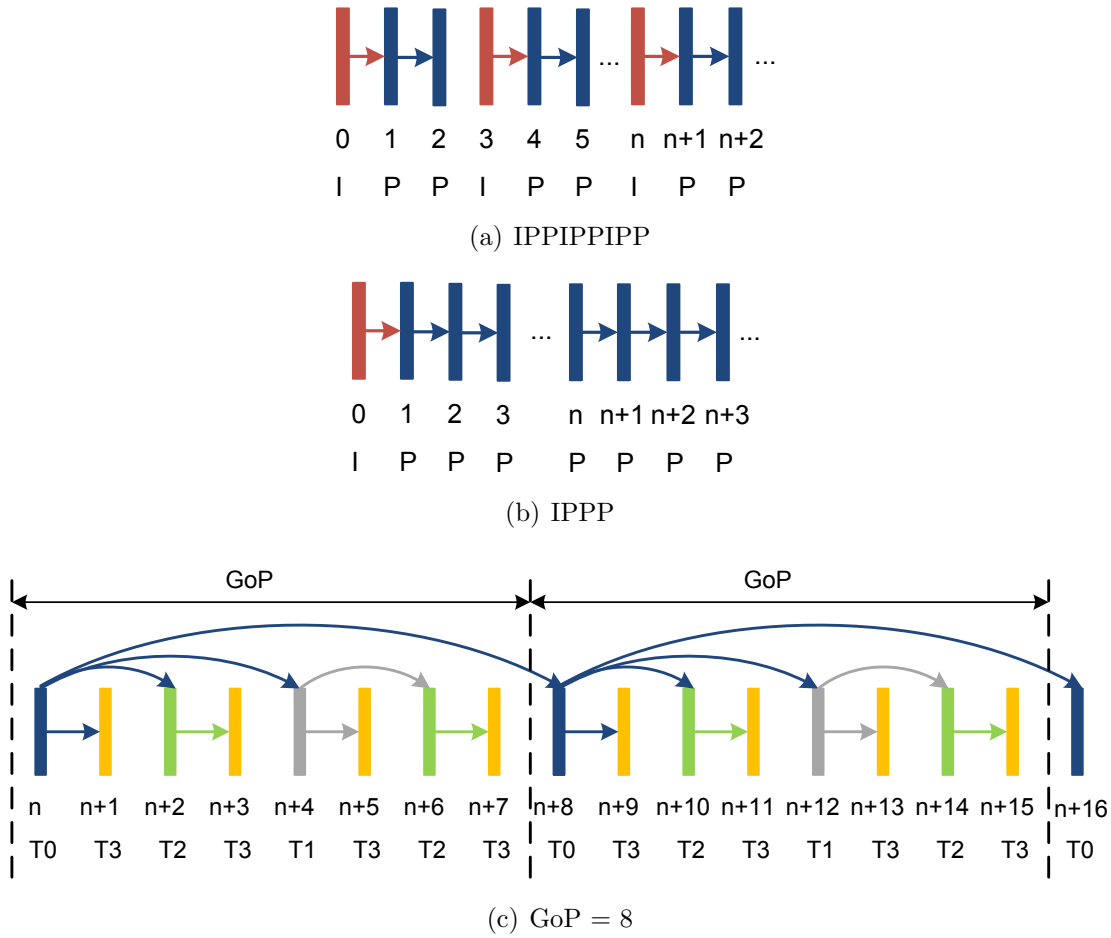 ... ...
0 1 2 3 4 5 n n+1 n+2
I P P I P P I P P
(a) IPPIPPIPP
... ...
0 1 2 3 n n+1 n+2 n+3
I P P P P P P P
(b) IPPP
GoP GoP
n n+1 n+2 n+3 n+4 n+5 n+6 n+7 n+8 n+9 n+10 n+11 n+12 n+13 n+14 n+15 n+16
T0 T3 T2 T3 T1 T3 T2 T3 T0 T3 T2 T3 T1 T3 T2 T3 T0
(c) GoP = 8